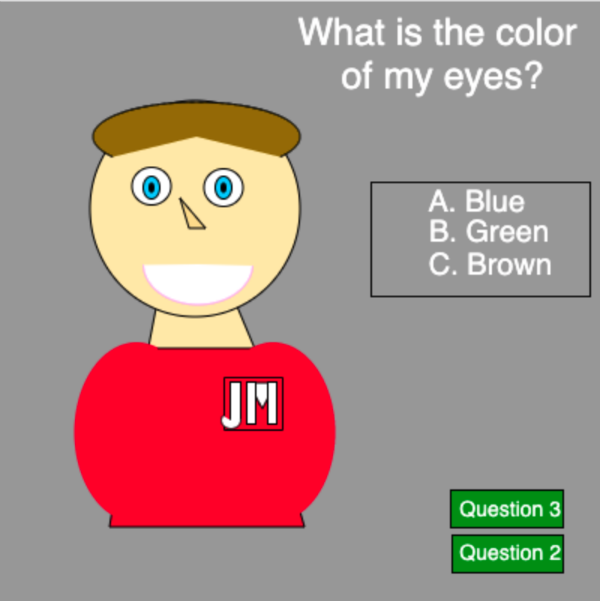 What is the color
of my eyes?
A. Blue
B. Green
C. Brown
JM
Question 3
Question 2